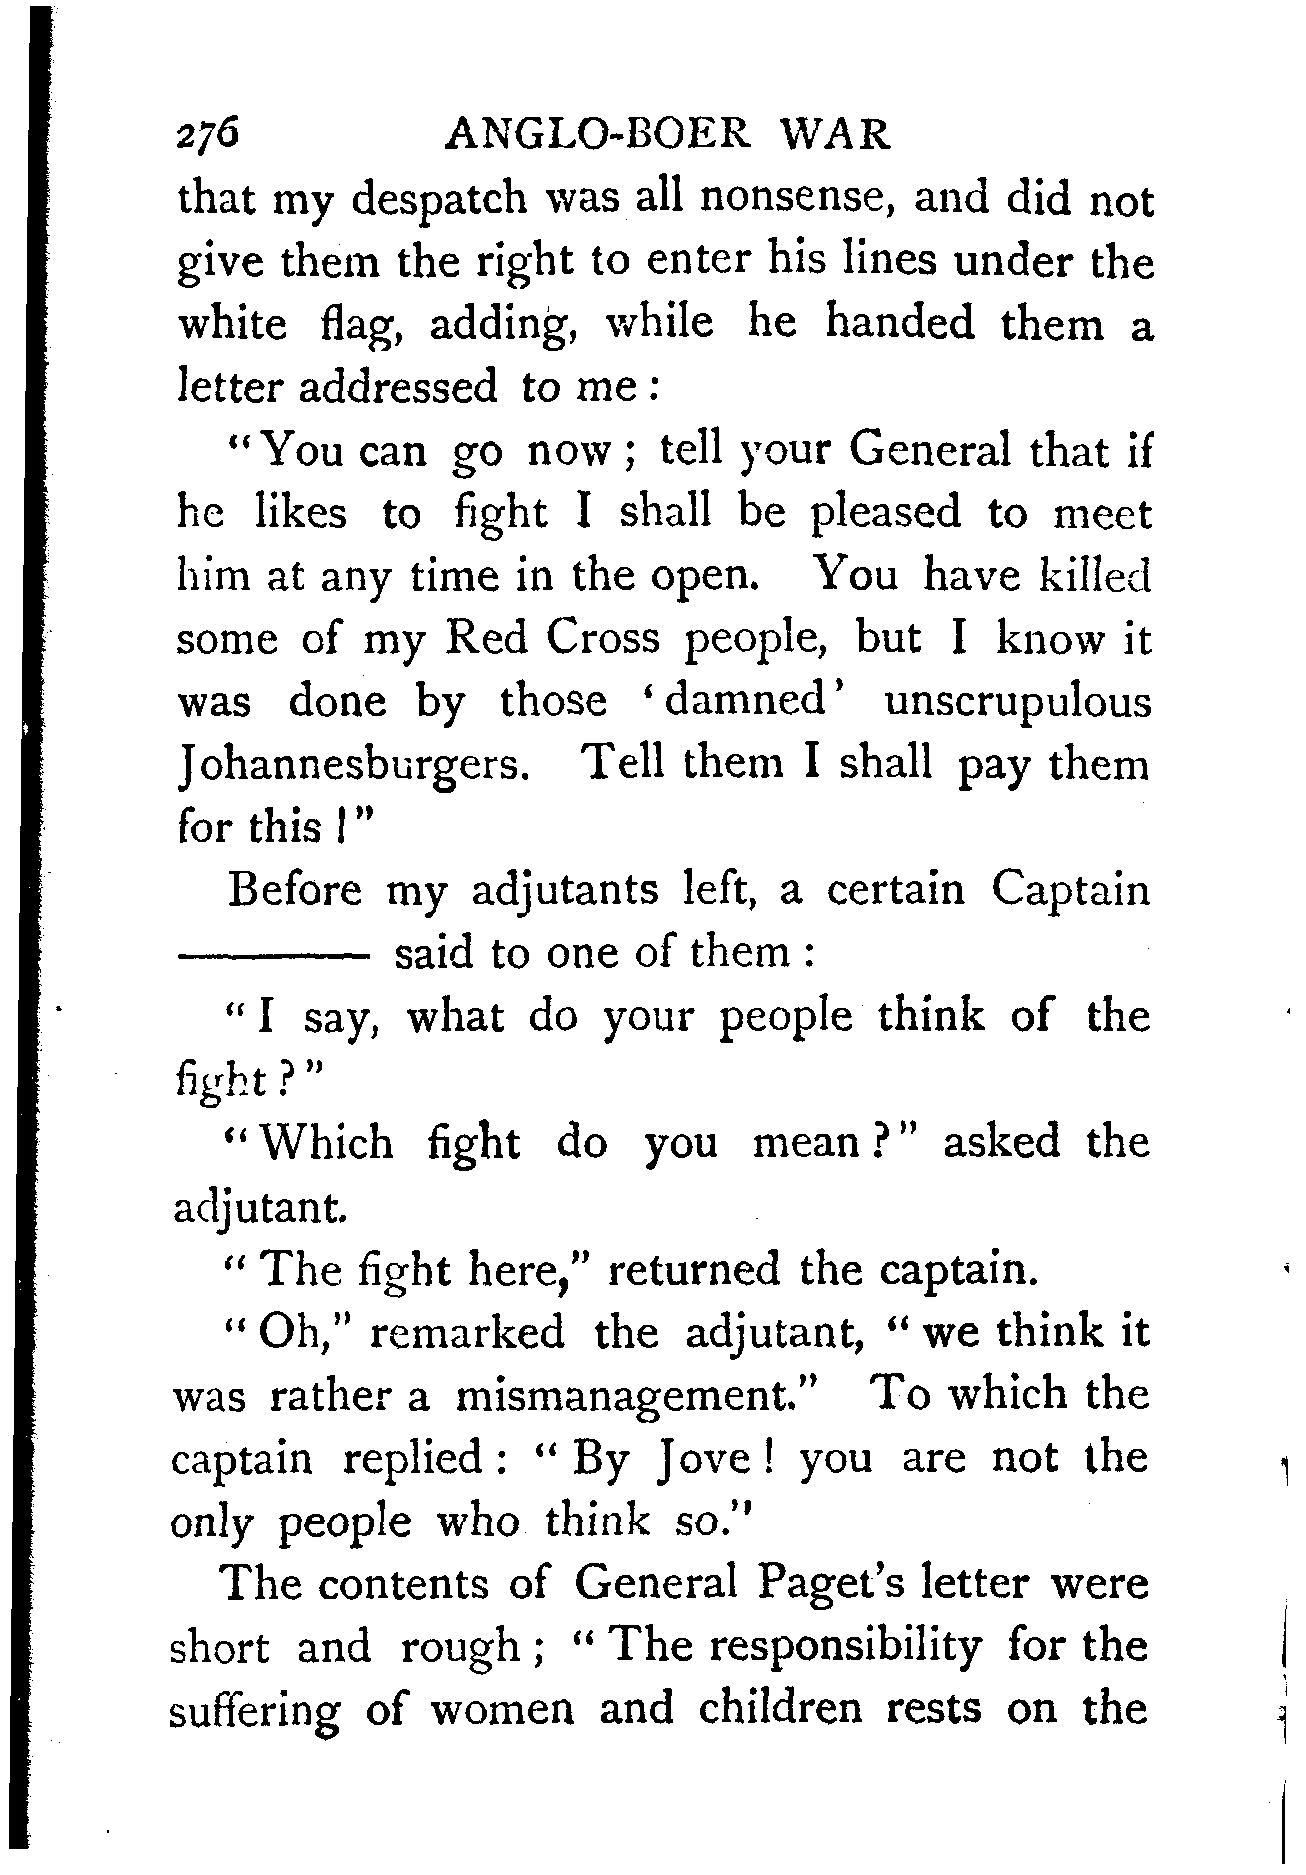 276 ANGLO-BOER WAR
that my despatch was all nonsense, and did not
give them the right to enter his lines under the
white flag, adding, while he handed them a
letter addressed to me :
"You can go now ; tell your General that if
he likes to fight I shall be pleased to meet
him at any time in the open. You have killed
some of my Red Cross people, but I know it
was done by those 'damned' unscrupulous
Johannesburgers. Tell them I shall pay them
for this !"
Before my adjutants left, a certain Captain
——— said to one of them :
"I say, what do your people think of the
fight ?"
"Which fight do you mean ?" asked the
adjutant.
"The fight here," returned the captain.
"Oh," remarked the adjutant, "we think it
was rather a mismanagement." To which the
captain replied : "By Jove ! you are not the
only people who think so."
The contents of General Paget's letter were
short and rough ; "The responsibility for the
suffering of women and children rests on the